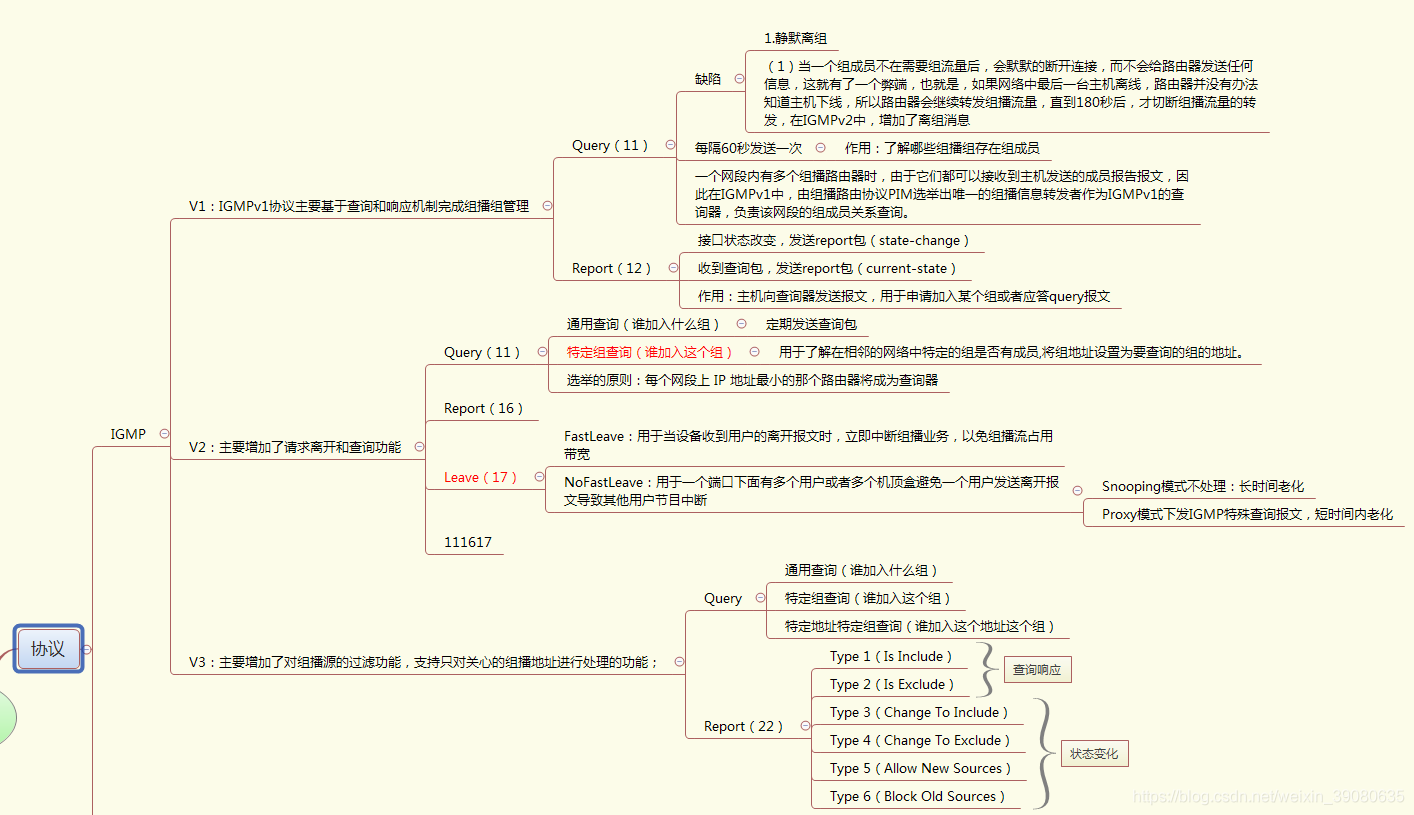 协议
IGMP
V1：IGMPv1协议主要基于查询和响应机制完成组播组管理
Query（11）
缺陷
1.静默离组
（1）当一个组成员不在需要组流量后，会默默的断开连接，而不会给路由器发送任何
信息，这就有了一个弊端，也就是，如果网络中最后一台主机离线，路由器并没有办法
知道主机下线，所以路由器会继续转发组播流量，直到180秒后，才切断组播流量的转
发，在IGMPv2中，增加了离组消息
每隔60秒发送一次
作用：了解哪些组播组存在组成员
一个网段内有多个组播路由器时，由于它们都可以接收到主机发送的成员报告报文，因
此在IGMPv1中，由组播路由协议PIM选举出唯一的组播信息转发者作为IGMPv1的查
询器，负责该网段的组成员关系查询。
Report（12）
接口状态改变，发送report包（state-change）
收到查询包，发送report包（current-state）
作用：主机向查询器发送报文，用于申请加入某个组或者应答query报文
V2：主要增加了请求离开和查询功能
Query（11）
通用查询（谁加入什么组）
定期发送查询包
特定组查询（谁加入这个组）
用于了解在相邻的网络中特定的组是否有成员,将组地址设置为要查询的组的地址。
选举的原则：每个网段上 IP 地址最小的那个路由器将成为查询器
Report（16）
Leave（17）
FastLeave：用于当设备收到用户的离开报文时，立即中断组播业务，以免组播流占用
带宽
NoFastLeave：用于一个端口下面有多个用户或者多个机顶盒避免一个用户发送离开报
文导致其他用户节目中断
Snooping模式不处理：长时间老化
Proxy模式下发IGMP特殊查询报文，短时间内老化
111617
V3：主要增加了对组播源的过滤功能，支持只对关心的组播地址进行处理的功能；
Query
通用查询（谁加入什么组）
特定组查询（谁加入这个组）
特定地址特定组查询（谁加入这个地址这个组）
Report（22）
Type 1（Is Include）
Type 2（Is Exclude）
查询响应
Type 3（Change To Include）
Type 4（Change To Exclude）
Type 5（Allow New Sources）
Type 6（Block Old Sources）
状态变化
https://blog.csdn.net/weixin_39080635